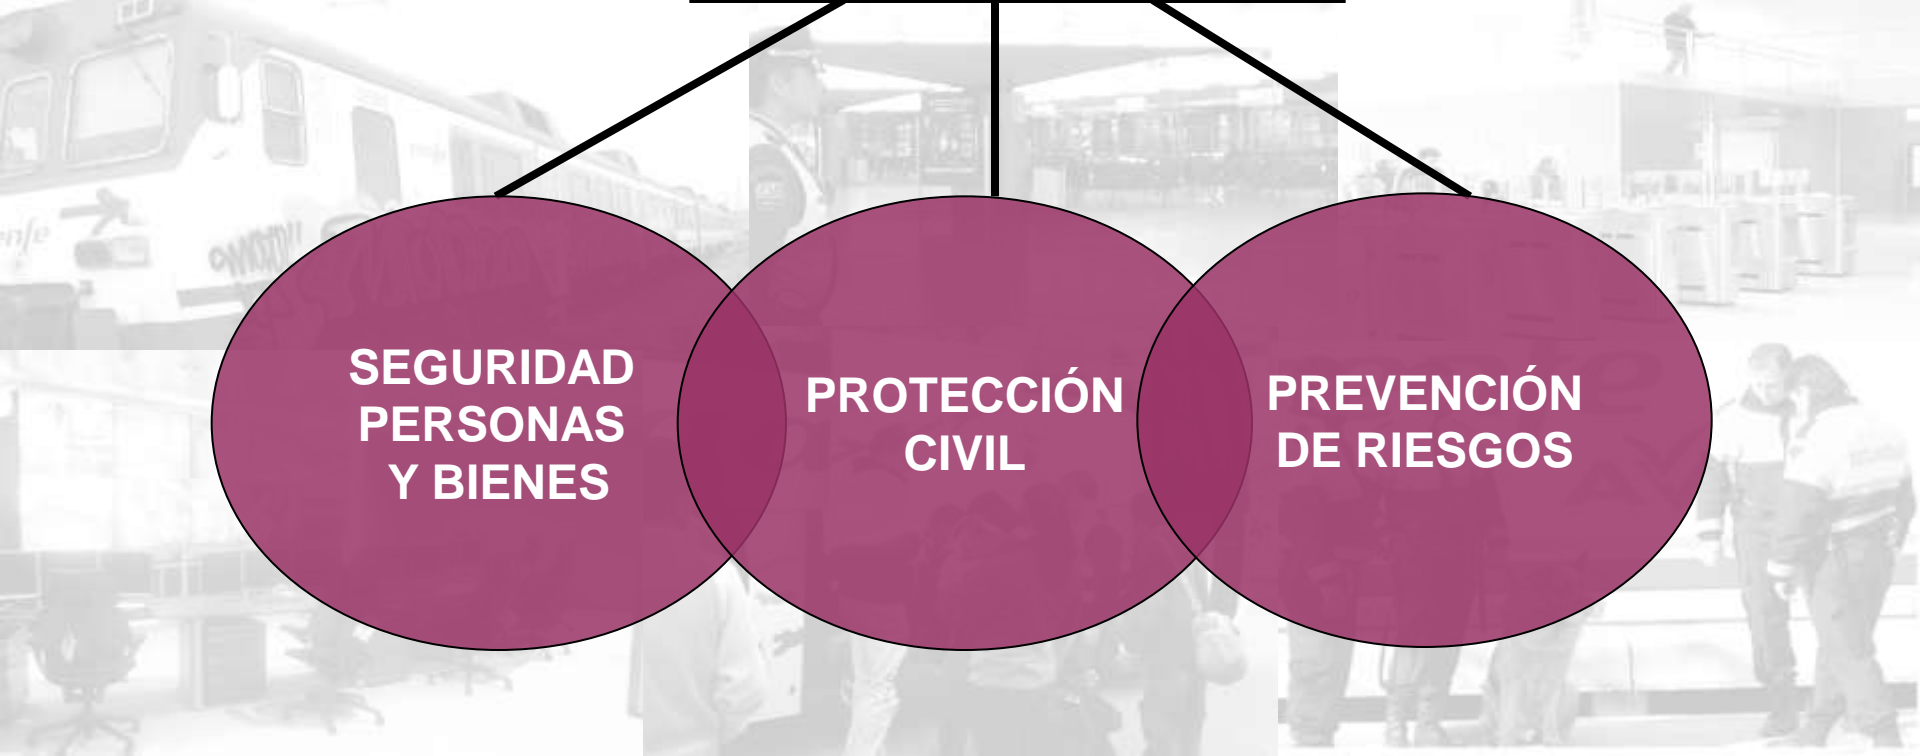 SEGURIDAD
PERSONAS
Y BIENES
PROTECCIÓN
CIVIL
PREVENCIÓN
DE RIESGOS